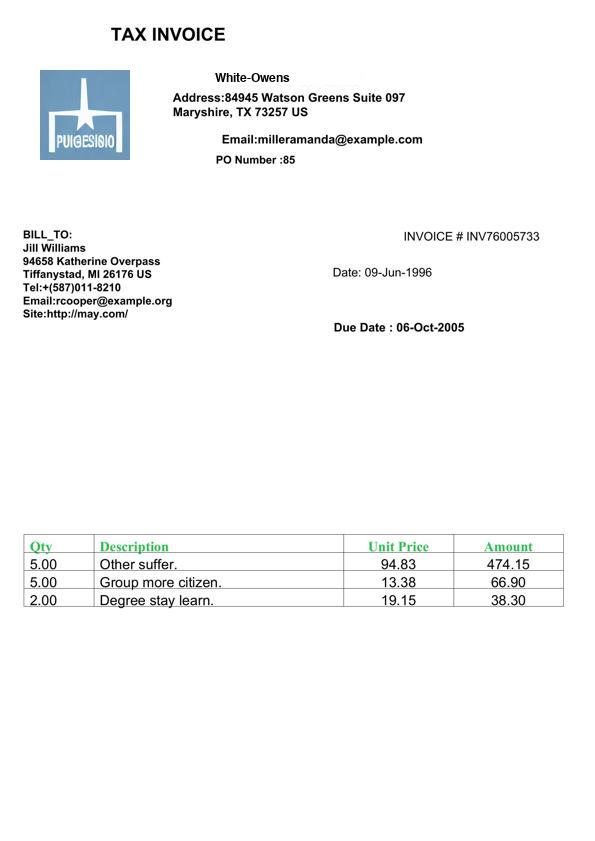 TAX INVOICE
PUIGESISIO
White-Owens
Address:84945 Watson Greens Suite 097
Maryshire, TX 73257 US
Email:milleramanda@example.com
PO Number :85
BILL_TO:
Jill Williams
94658 Katherine Overpass
Tiffanystad, MI 26176 US
Tel:+(587)011-8210
Email:rcooper@example.org
Site:http://may.com/
INVOICE # INV76005733
Date: 09-Jun-1996
Due Date : 06-Oct-2005
Qty Description Unit Price Amount
5.00 Other suffer. 94.83 474.15
5.00 Group more citizen. 13.38 66.90
2.00 Degree stay learn. 19.15 38.30